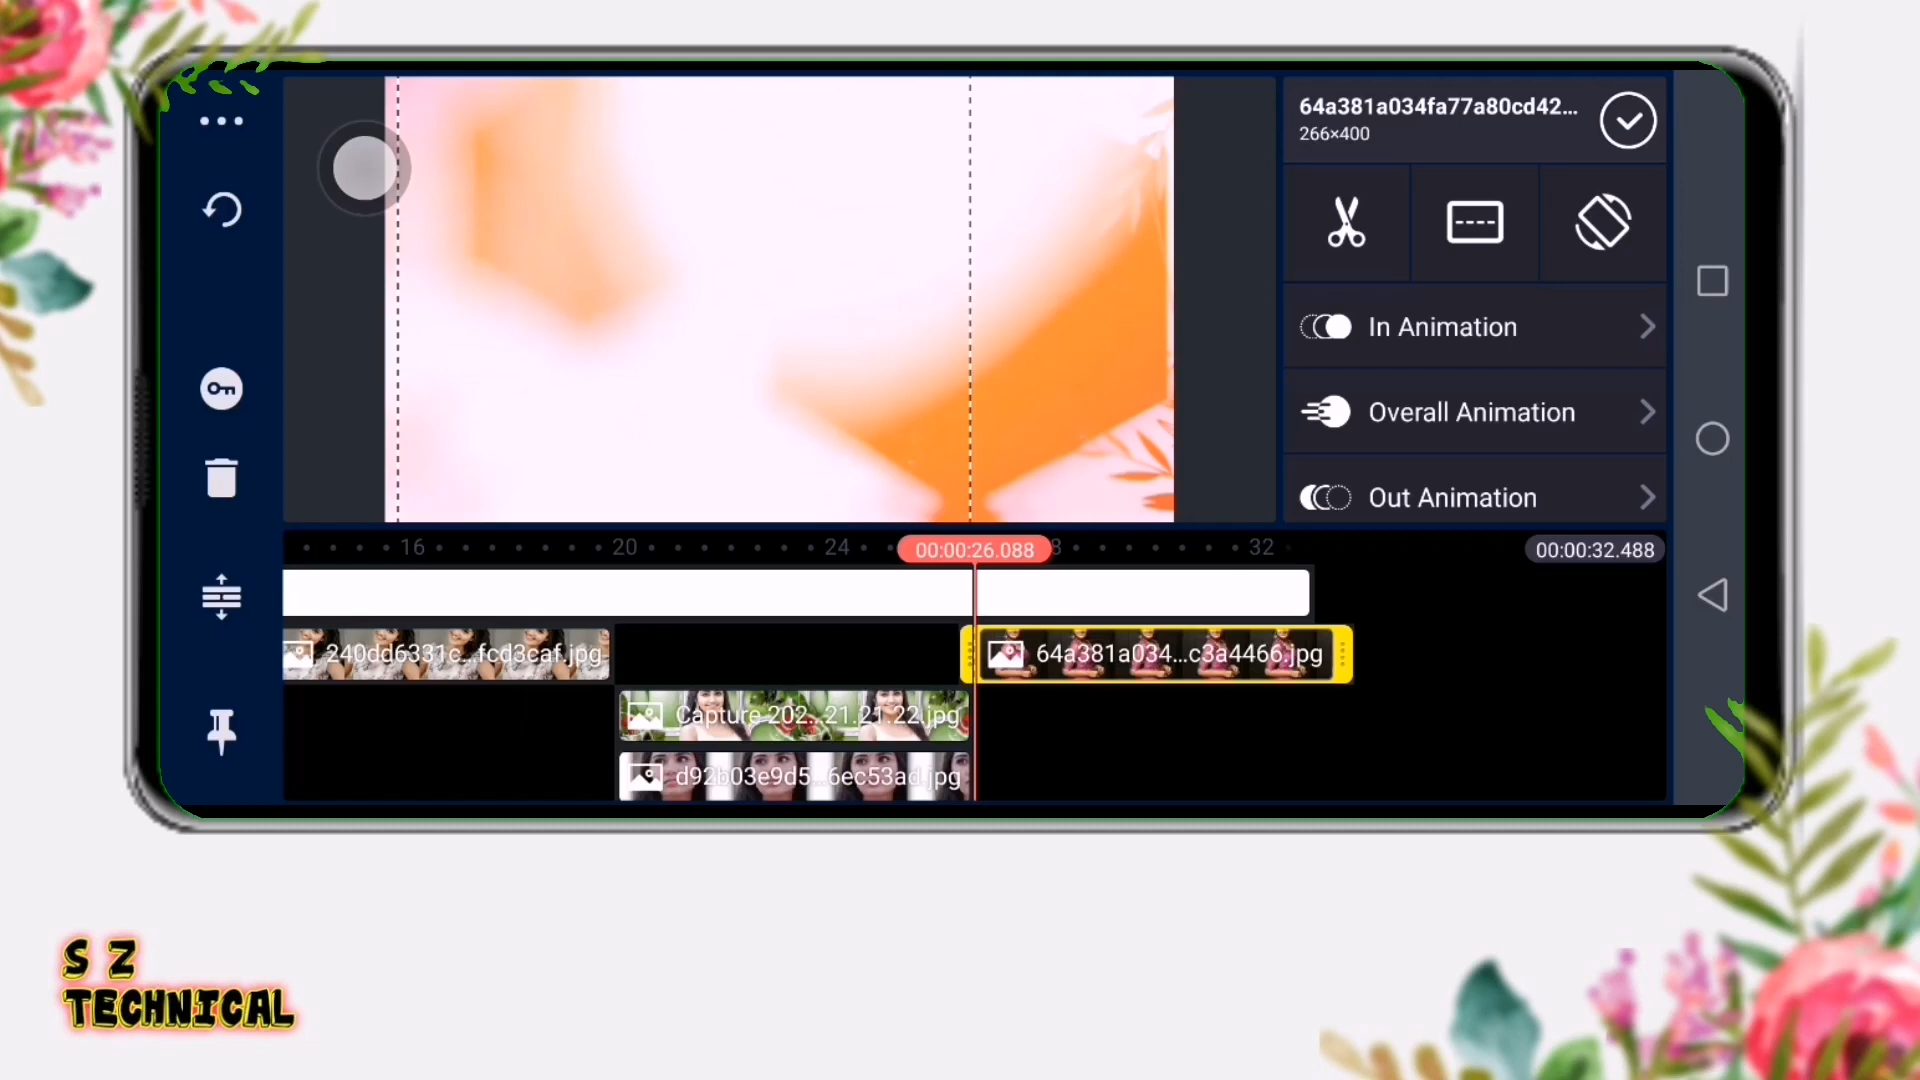 64a381a034fa77a80cd42...
266×400
In Animation
Overall Animation
Out Animation
16 20 24 00:00:26.088 8 32 00:00:32.488
240dd6331c...fcd3caf.jpg
64a381a034...c3a4466.jpg
Capture 202...21.21.22.jpg
d92b03e9d5...6ec53ad.jpg
S Z
TECHNICAL